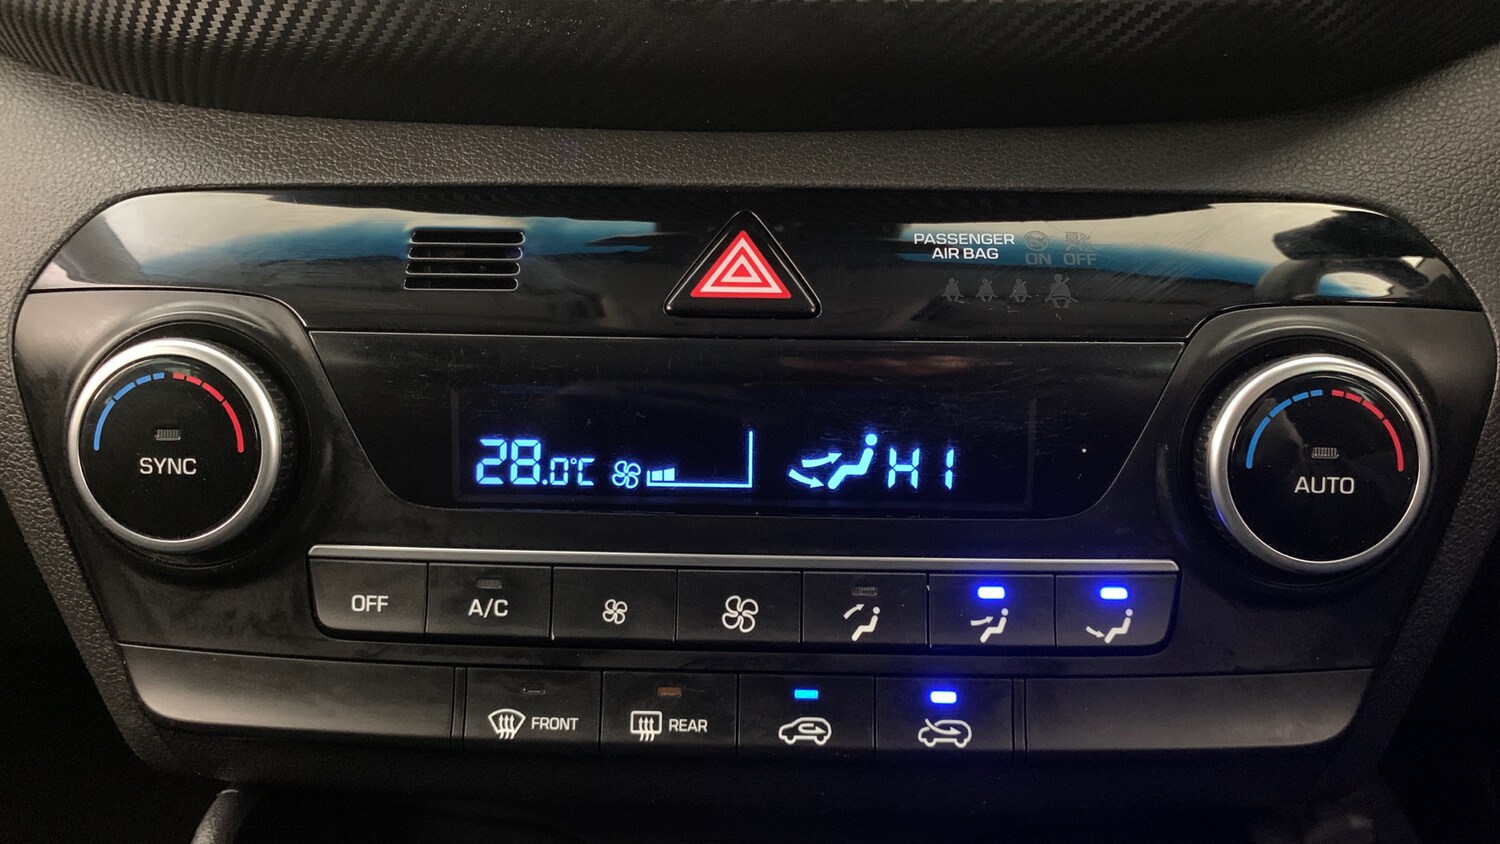 PASSENGER
AIR BAG
ON OFF
SYNC
28.0°C
HI
AUTO
OFF
A/C
FRONT
REAR